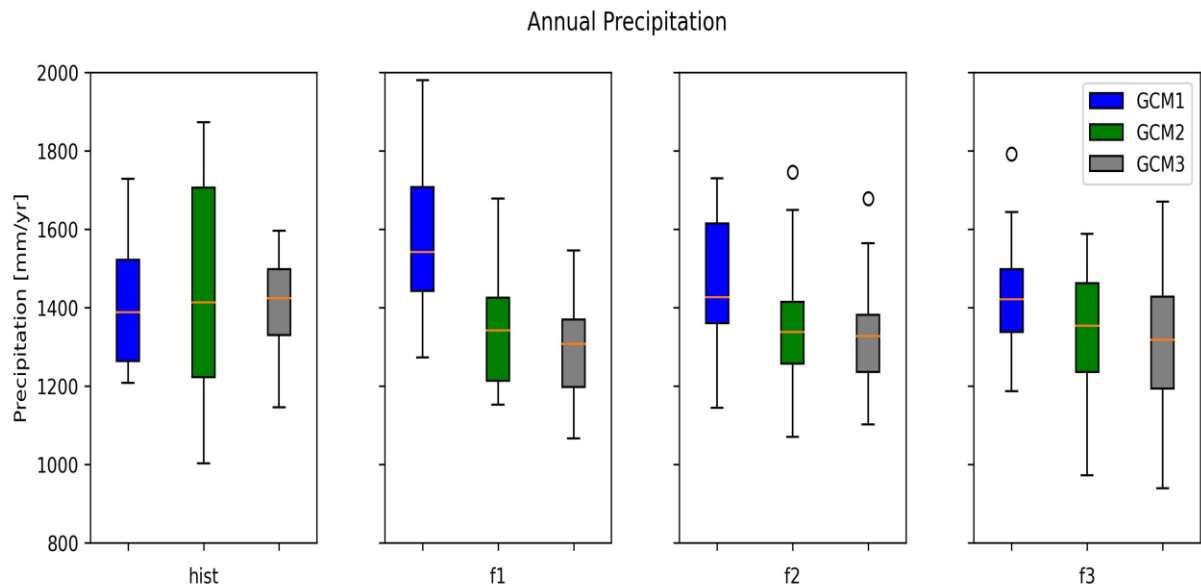 Annual Precipitation
Precipitation [mm/yr]
2000
1800
1600
1400
1200
1000
800
GCM1
GCM2
GCM3
hist
f1
f2
f3